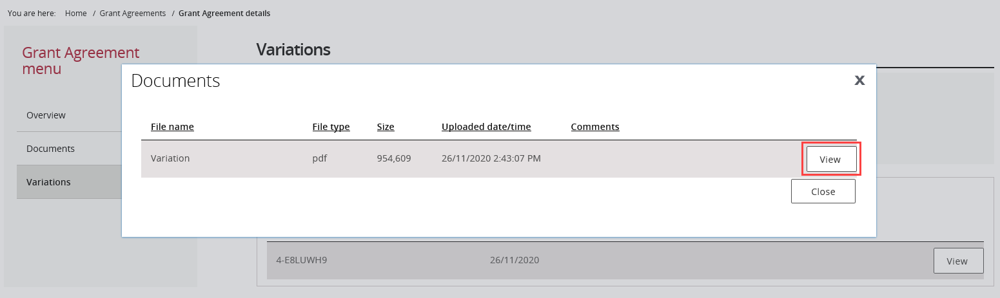 You are here: Home / Grant Agreements / Grant Agreement details
Grant Agreement
menu
Overview
Documents
Variations
Variations
Documents
x
File name File type Size Uploaded date/time Comments
Variation pdf 954,609 26/11/2020 2:43:07 PM View
Close
4-E8LUWH9 26/11/2020 View